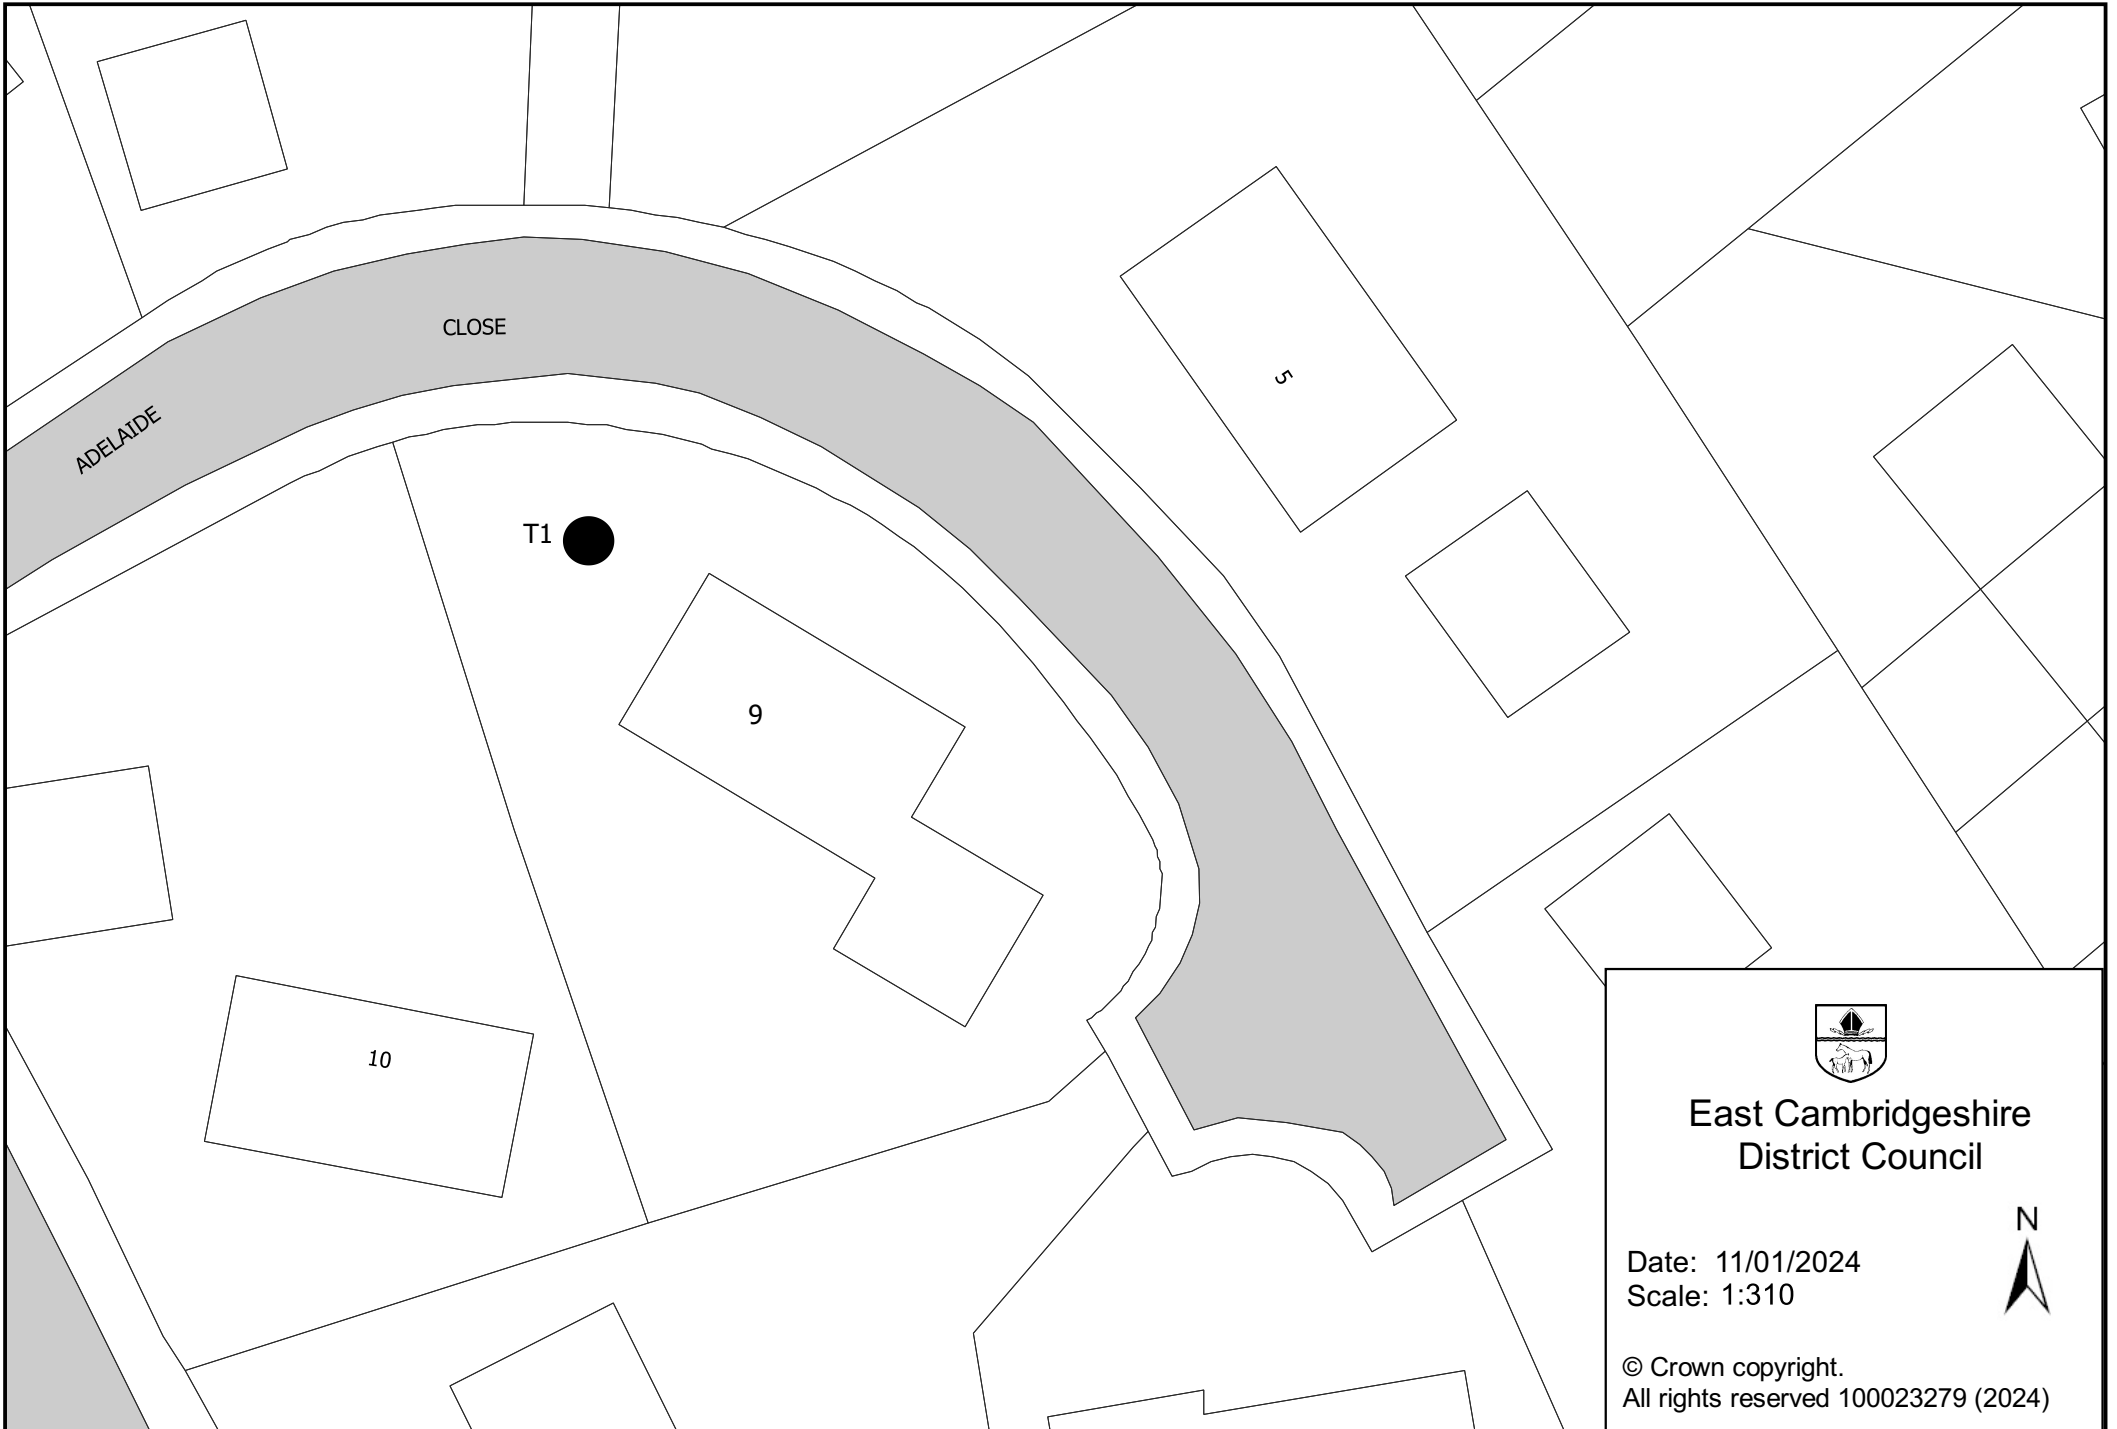 CLOSE
ADELAIDE
5
T1
9
10
East Cambridgeshire
District Council
N
Date: 11/01/2024
Scale: 1:310
© Crown copyright.
All rights reserved 100023279 (2024)